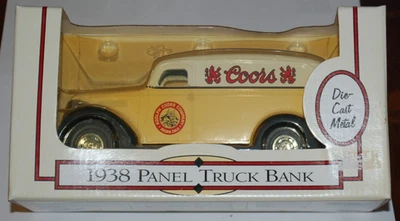 Coors
Die-
Cast
Metal
1938 PANEL TRUCK BANK